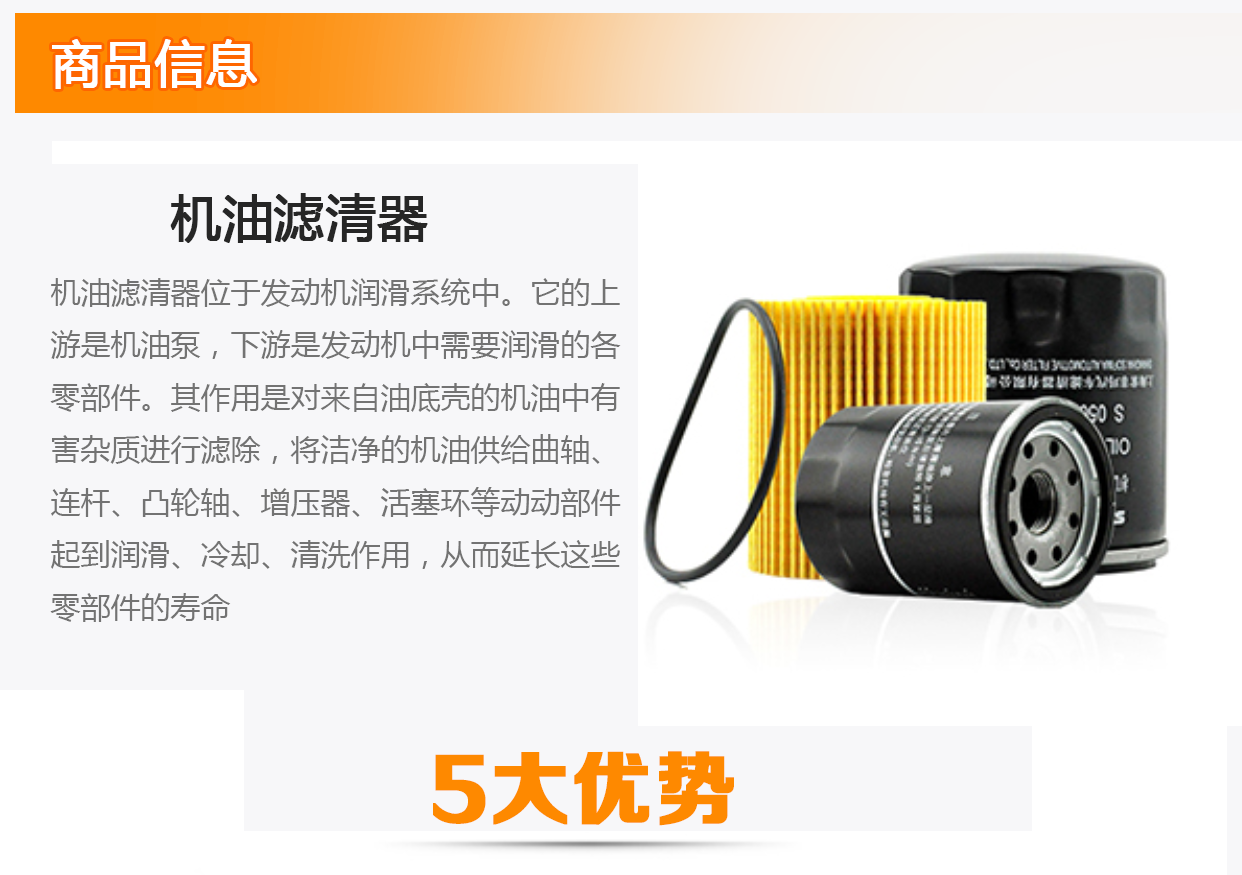 商品信息
机油滤清器
机油滤清器位于发动机润滑系统中。它的上
游是机油泵，下游是发动机中需要润滑的各
零部件。其作用是对来自油底壳的机油中有
害杂质进行滤除，将洁净的机油供给曲轴、
连杆、凸轮轴、增压器、活塞环等动动部件
起到润滑、冷却、清洗作用，从而延长这些
零部件的寿命
5大优势